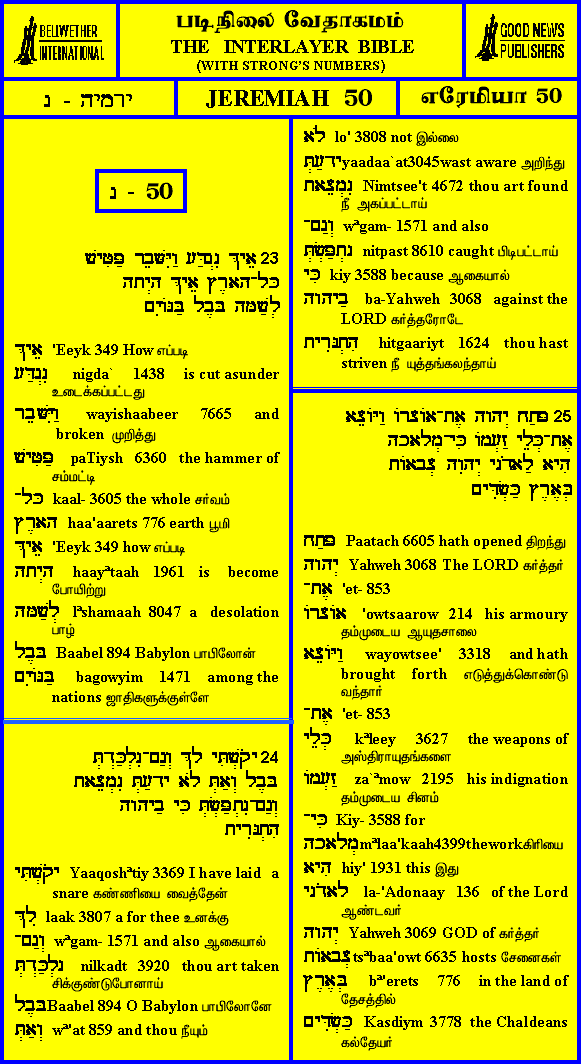 BELLWETHER
INTERNATIONAL
படிநிலை வேதாகமம்
THE INTERLAYER BIBLE
(WITH STRONG'S NUMBERS)
GOOD NEWS
PUBLISHERS
ירמיה - נ
JEREMIAH 50
எரேமியா 50
נ - 50
23 אֵיךְ נִגְדַּע וַיִּשָּׁבֵר פַּטִּישׁ
כָּל־הָאָרֶץ אֵיךְ הָיְתָה
לְשַׁמָּה בָּבֶל בַּגּוֹיִם
אֵיךְ 'Eeyk 349 How எப்படி
נִגְדַּע nigda` 1438 is cut asunder
உடைக்கப்பட்டது
וַיִּשָּׁבֵר wayishaabeer 7665 and
broken முறித்து
פַּטִּישׁ paTiysh 6360 the hammer of
சம்மட்டி
כָּל־ kaal- 3605 the whole சர்வம்
הָאָרֶץ haa'aarets 776 earth பூமி
אֵיךְ 'Eeyk 349 how எப்படி
הָיְתָה haayªtaah 1961 is become
போயிற்று
לְשַׁמָּה lªshamaah 8047 a desolation
பாழ்
בָּבֶל Baabel 894 Babylon பாபிலோன்
בַּגּוֹיִם bagowyim 1471 among the
nations ஜாதிகளுக்குள்ளே
24 יָקֹשְׁתִּי לָךְ וְגַם־נִלְכַּדְתְּ
בָּבֶל וְאַתְּ לֹא יָדָעַתְּ נִמְצֵאת
וְגַם־נִתְפַּשְׂתְּ כִּי בַיהוָה
הִתְגָּרִית
יָקֹשְׁתִּי Yaaqoshªtiy 3369 I have laid a
snare கண்ணியை வைத்தேன்
לָךְ laak 3807 a for thee உனக்கு
וְגַם־ wªgam- 1571 and also ஆகையால்
נִלְכַּדְתְּ nilkadt 3920 thou art taken
சிக்குண்டுபோனாய்
בָּבֶל Baabel 894 O Babylon பாபிலோனே
וְאַתְּ wª'at 859 and thou நீயும்
לֹא lo' 3808 not இல்லை
יָדָעַתְּ yaadaa`at3045wast aware அறிந்து
נִמְצֵאת Nimtsee't 4672 thou art found
நீ அகப்பட்டாய்
וְגַם־ wªgam- 1571 and also
נִתְפַּשְׂתְּ nitpast 8610 caught பிடிபட்டாய்
כִּי kiy 3588 because ஆகையால்
בַיהוָה ba-Yahweh 3068 against the
LORD கர்த்தரோடே
הִתְגָּרִית hitgaariyt 1624 thou hast
striven நீ யுத்தங்கலந்தாய்
25 פָּתַח יְהוָה אֶת־אוֹצָרוֹ וַיּוֹצֵא
אֶת־כְּלֵי זַעְמוֹ כִּי־מְלָאכָה
הִיא לַאדֹנָי יְהוִה צְבָאוֹת
בְּאֶרֶץ כַּשְׂדִּים
פָּתַח Paatach 6605 hath opened திறந்து
יְהוָה Yahweh 3068 The LORD கர்த்தர்
אֶת־ 'et- 853
אוֹצָרוֹ 'owtsaarow 214 his armoury
தம்முடைய ஆயுதசாலை
וַיּוֹצֵא wayowtsee' 3318 and hath
brought forth எடுத்துக்கொண்டு
வந்தார்
אֶת־ 'et- 853
כְּלֵי kªleey 3627 the weapons of
அஸ்திராயுதங்களை
זַעְמוֹ za`ªmow 2195 his indignation
தம்முடைய சினம்
כִּי־ Kiy- 3588 for
מְלָאכָה mªlaa'kaah4399thework கிரியை
הִיא hiy' 1931 this இது
לַאדֹנָי la-'Adonaay 136 of the Lord
ஆண்டவர்
יְהוִה Yahweh 3069 GOD of கர்த்தர்
צְבָאוֹת tsªbaa'owt 6635 hosts சேனைகள்
בְּאֶרֶץ bª'erets 776 in the land of
தேசத்தில்
כַּשְׂדִּים Kasdiym 3778 the Chaldeans
கல்தேயர்